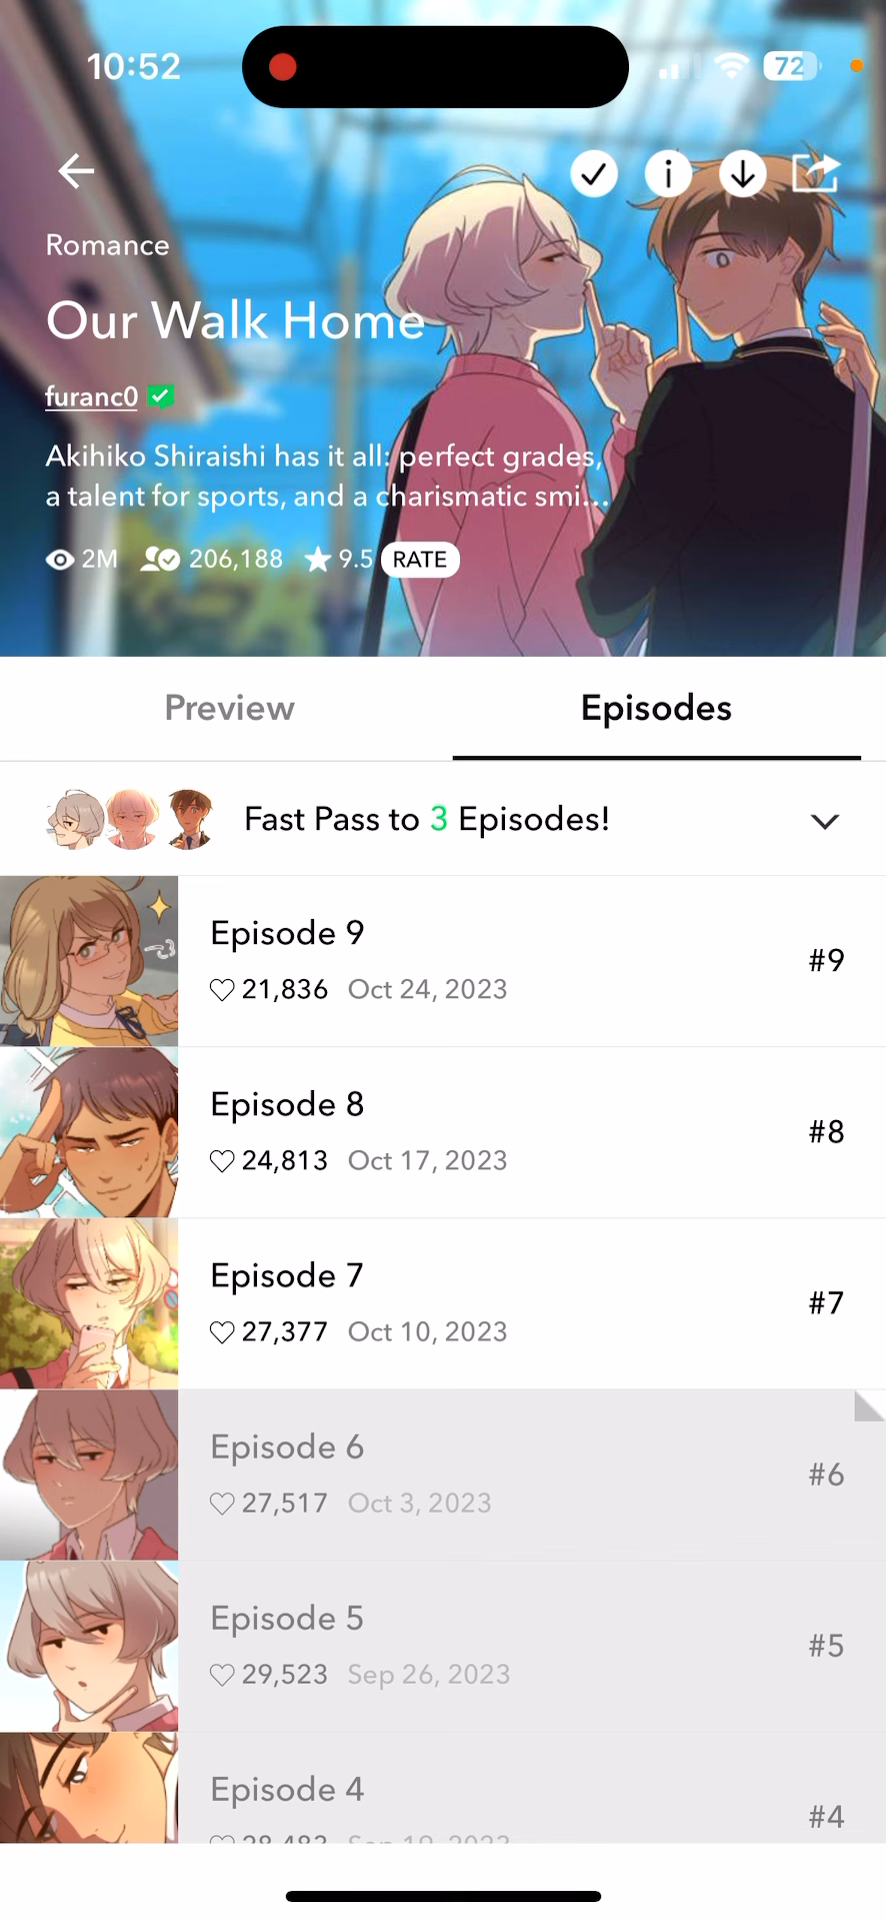 10:52
72
Romance
Our Walk Home
furanc0
Akihiko Shiraishi has it all: perfect grades,
a talent for sports, and a charismatic smi...
2M 206,188 9.5 RATE
Preview Episodes
Fast Pass to 3 Episodes!
Episode 9
21,836 Oct 24, 2023
#9
Episode 8
24,813 Oct 17, 2023
#8
Episode 7
27,377 Oct 10, 2023
#7
Episode 6
27,517 Oct 3, 2023
#6
Episode 5
29,523 Sep 26, 2023
#5
Episode 4
#4